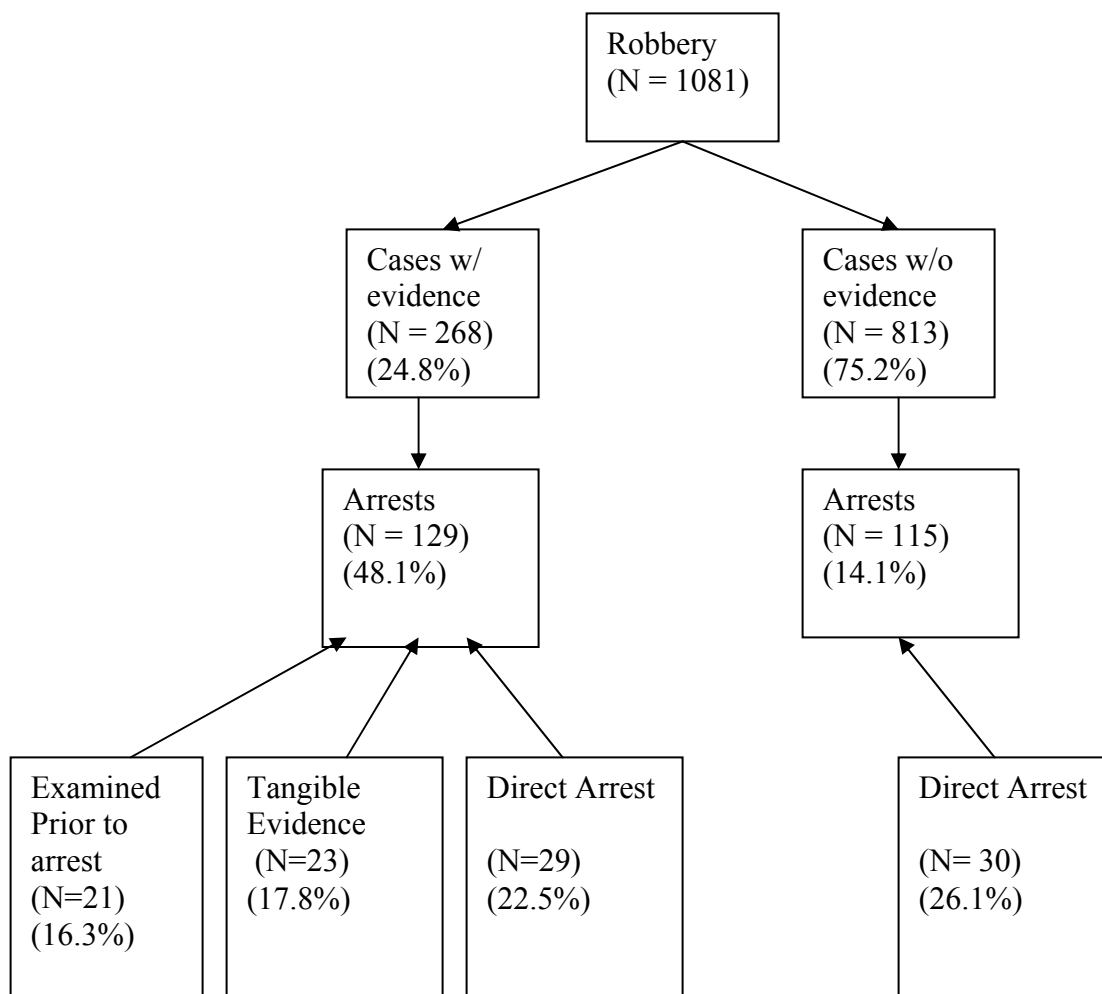 Robbery
(N = 1081)
Cases w/
evidence
(N = 268)
(24.8%)
Cases w/o
evidence
(N = 813)
(75.2%)
Arrests
(N = 129)
(48.1%)
Arrests
(N = 115)
(14.1%)
Examined
Prior to
arrest
(N=21)
(16.3%)
Tangible
Evidence
(N=23)
(17.8%)
Direct Arrest
(N=29)
(22.5%)
Direct Arrest
(N= 30)
(26.1%)